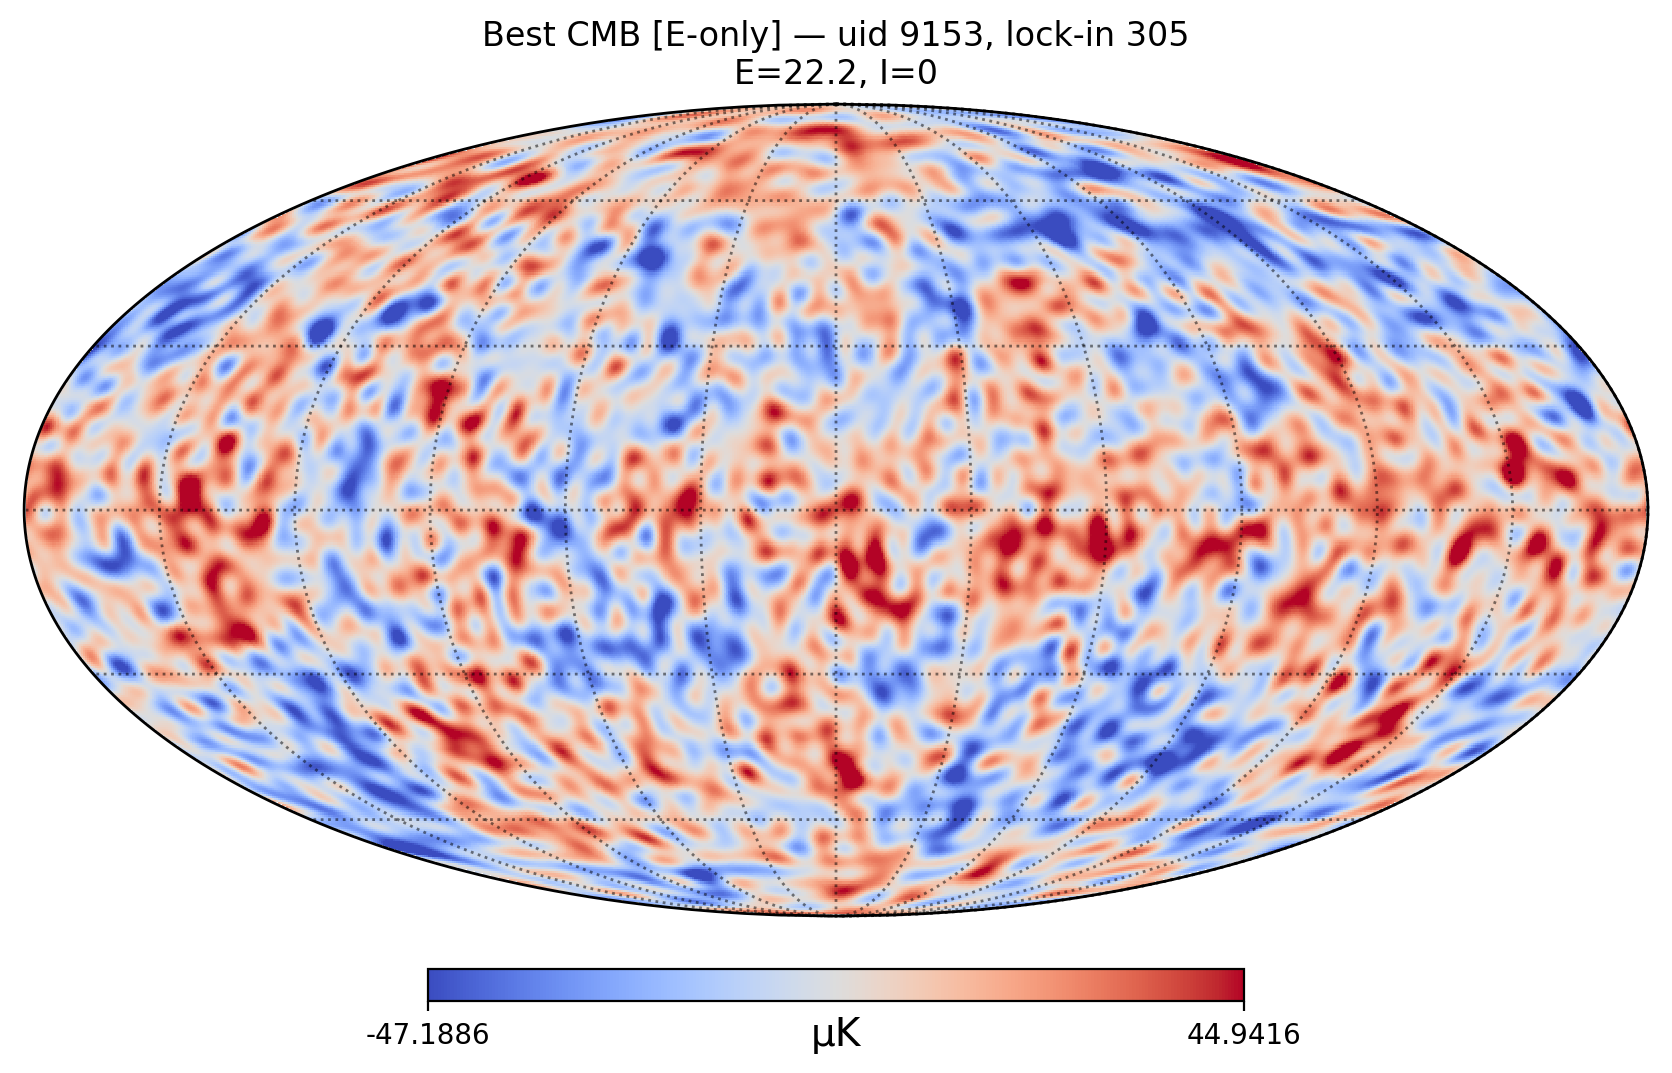 Best CMB [E-only] — uid 9153, lock-in 305
E=22.2, I=0
-47.1886
µK
44.9416